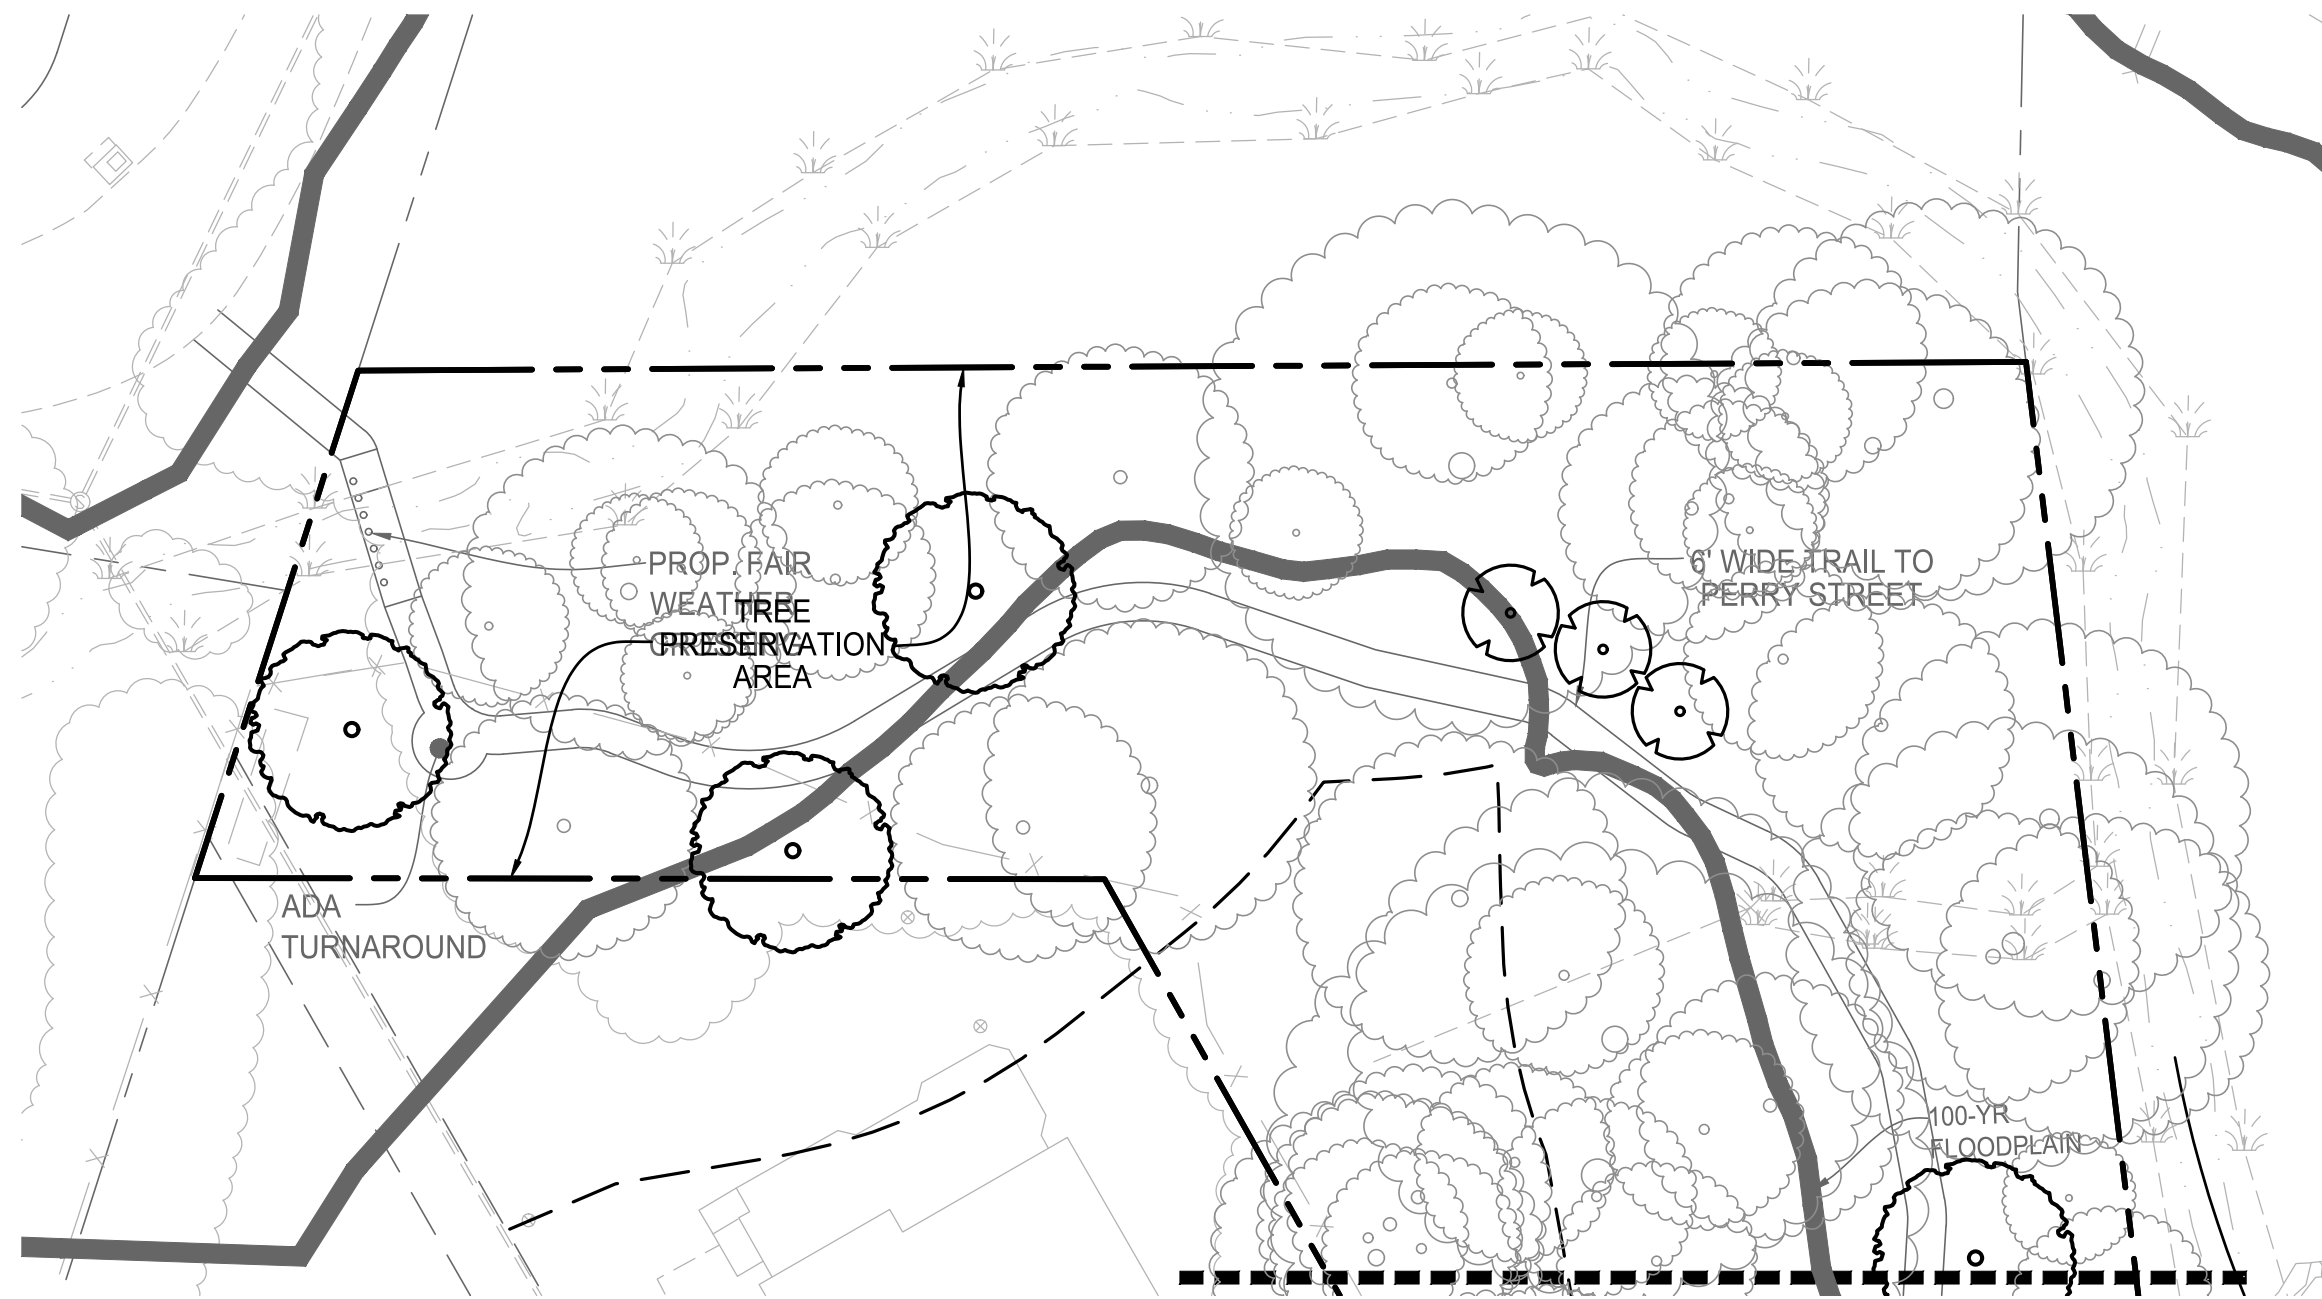 PROP. FAIR
WEATHER
TREE
PRESERVATION
AREA
6' WIDE TRAIL TO
PERRY STREET
ADA
TURNAROUND
100-YR
FLOODPLAIN